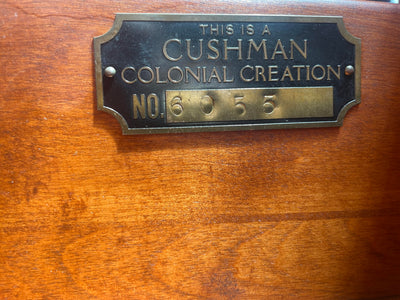 THIS IS A
CUSHMAN
COLONIAL CREATION
NO. 6055